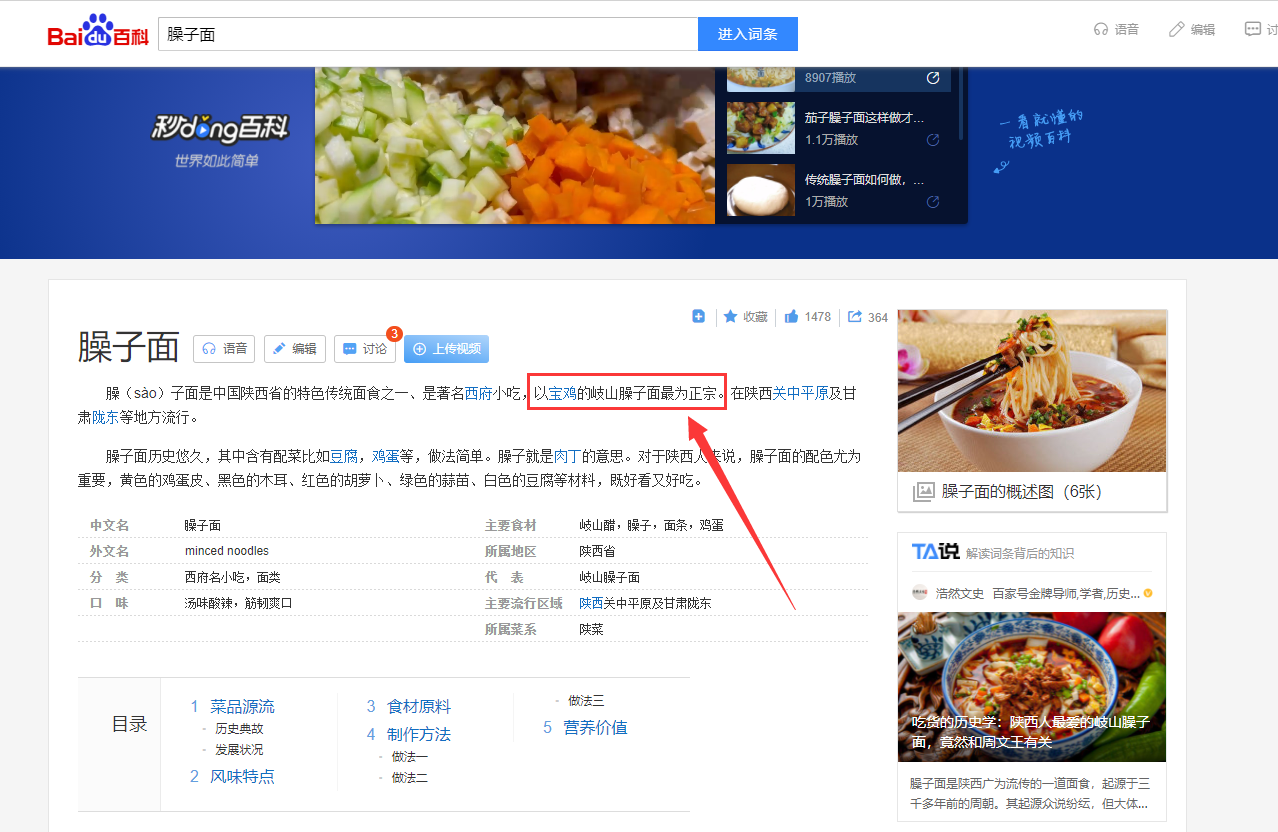 Bai du 百科
臊子面
进入词条
语音
编辑
讨
8907播放
秒dong百科
世界如此简单
茄子臊子面这样做才...
1.1万播放
传统臊子面如何做，...
1万播放
一看就懂的
视频百科
收藏
1478
364
臊子面
语音
编辑
讨论
3
上传视频
臊（sào）子面是中国陕西省的特色传统面食之一、是著名西府小吃，以宝鸡的岐山臊子面最为正宗。在陕西关中平原及甘
肃陇东等地方流行。
臊子面历史悠久，其中含有配菜比如豆腐，鸡蛋等，做法简单。臊子就是肉丁的意思。对于陕西人来说，臊子面的配色尤为
重要，黄色的鸡蛋皮、黑色的木耳、红色的胡萝卜、绿色的蒜苗、白色的豆腐等材料，既好看又好吃。
中文名 臊子面 主要食材 岐山醋，臊子，面条，鸡蛋
外文名 minced noodles 所属地区 陕西省
分 类 西府名小吃，面类 代 表 岐山臊子面
口 味 汤味酸辣，筋韧爽口 主要流行区域 陕西关中平原及甘肃陇东
所属菜系 陕菜
目录
1 菜品源流
- 历史典故
- 发展状况
2 风味特点
3 食材原料
4 制作方法
- 做法一
- 做法二
- 做法三
5 营养价值
臊子面的概述图（6张）
TA说 解读词条背后的知识
浩然文史 百家号金牌导师,学者,历史...
吃货的历史学：陕西人最爱的岐山臊子
面，竟然和周文王有关
臊子面是陕西广为流传的一道面食，起源于三
千多年前的周朝。其起源众说纷纭，但大体...